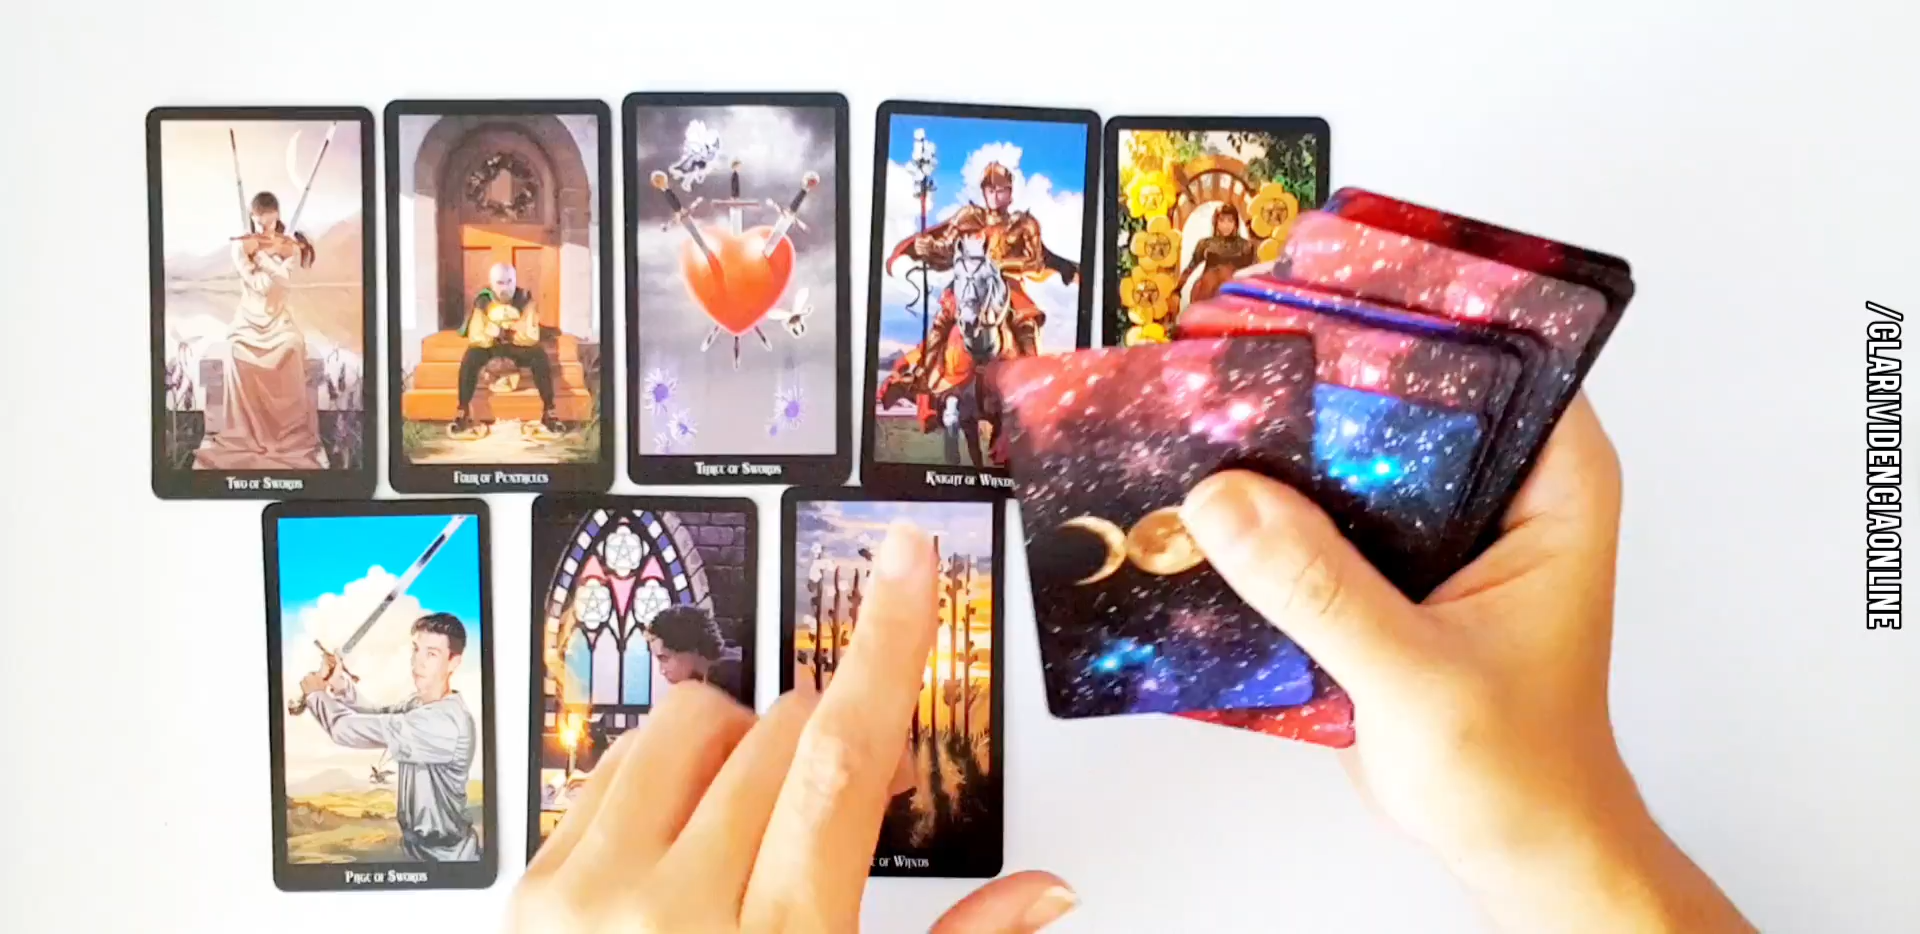 Two of Swords
Four of Pentacles
Three of Swords
Knight of Wands
Page of Swords
of Wands
/CLARIVIDENCIAONLINE